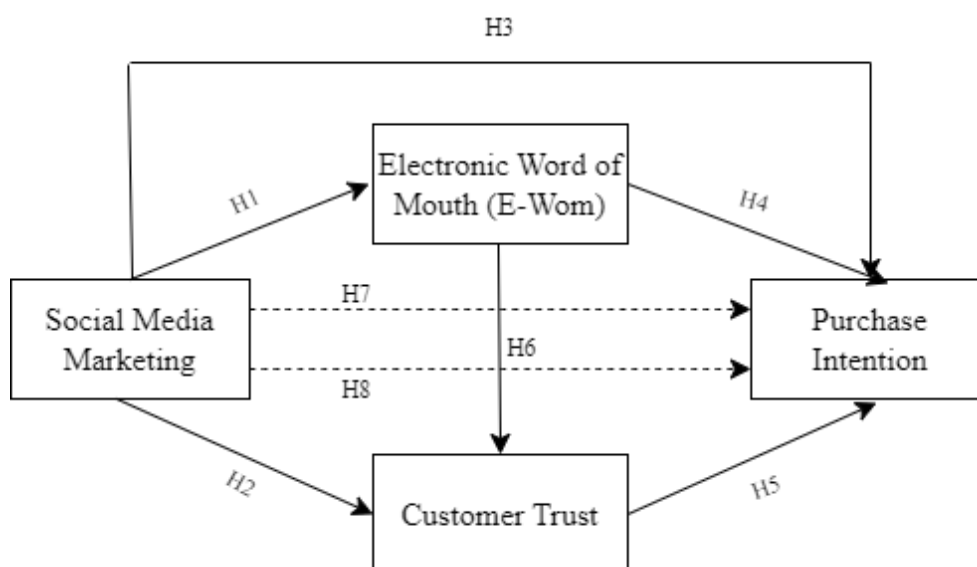 H3
Electronic Word of
Mouth (E-Wom)
H1
H4
H7
Social Media
Marketing
Purchase
Intention
H6
H8
H2
H5
Customer Trust